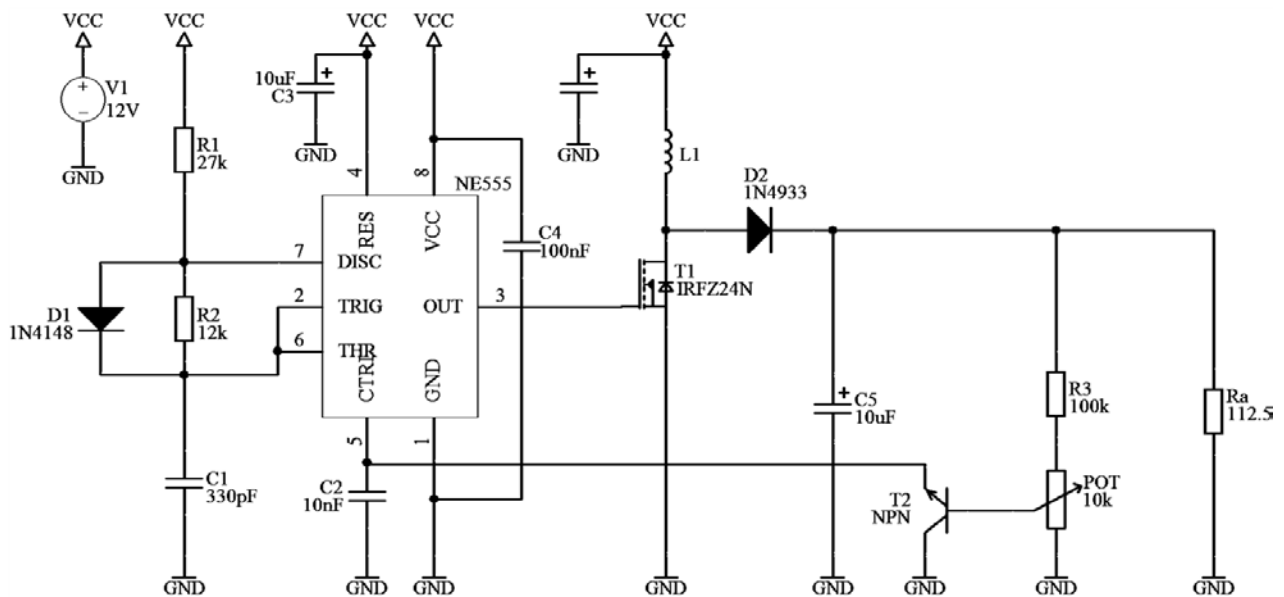 VCC
VCC
VCC
VCC
VCC
V1
12V
GND
R1
27k
10uF
C3
GND
4
8
NE555
GND
L1
D2
1N4933
RES
VCC
C4
100nF
7
DISC
D1
1N4148
R2
12k
2
TRIG
OUT
3
T1
IRFZ24N
6
THR
CTRL
GND
5
1
C1
330pF
C2
10nF
C5
10uF
R3
100k
Ra
112.5
T2
NPN
POT
10k
GND
GND
GND
GND
GND
GND
GND
GND